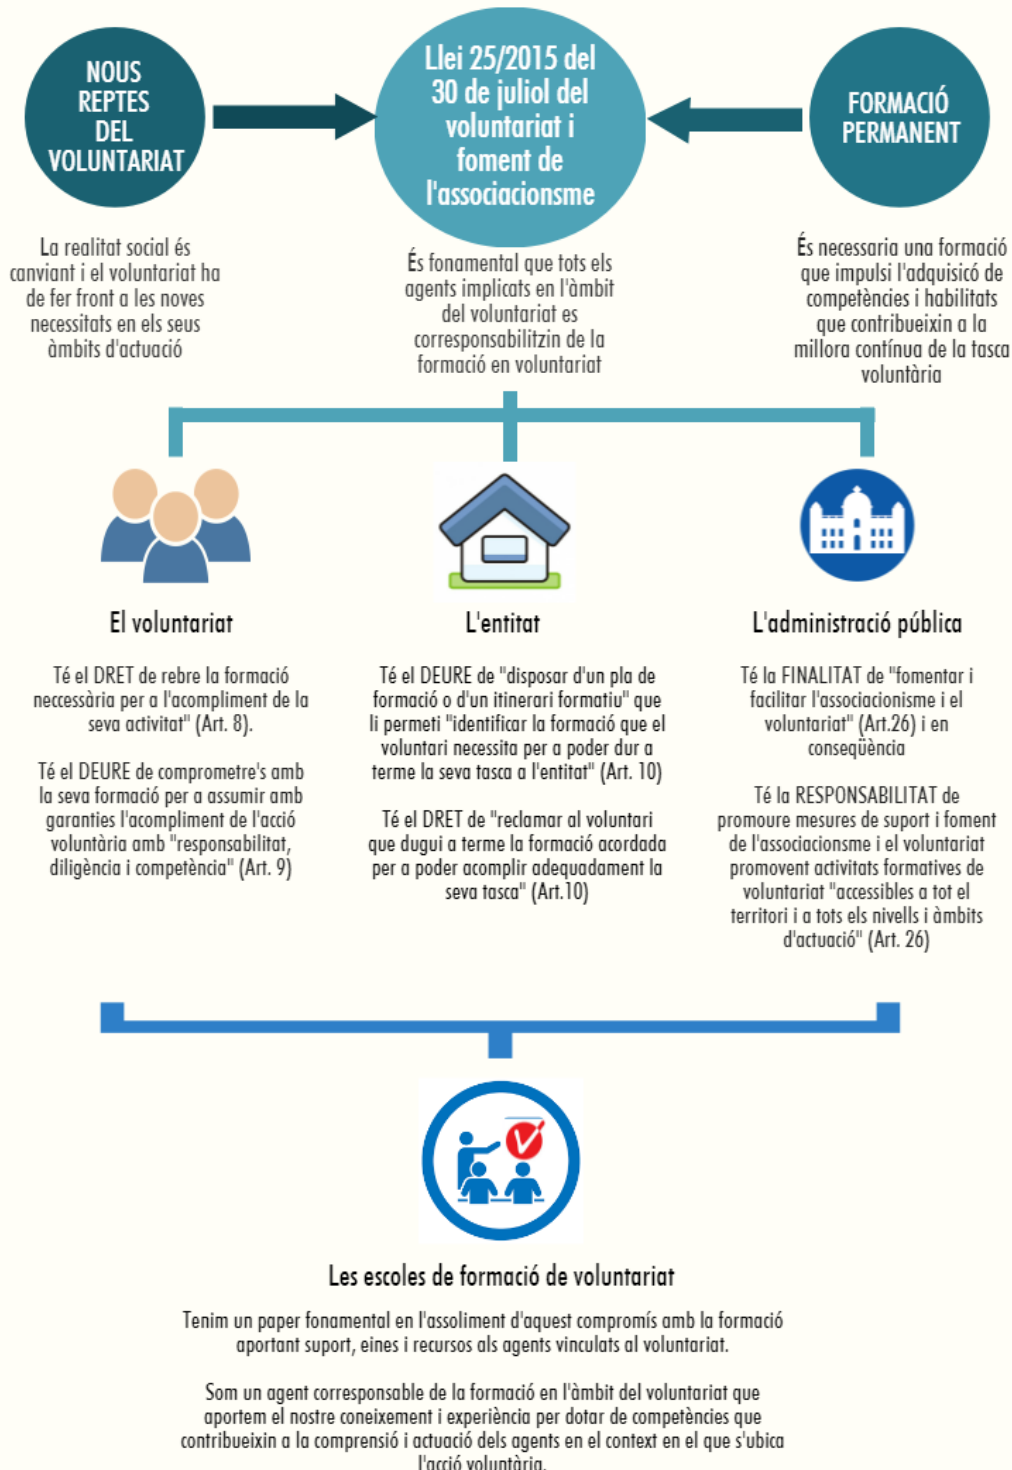 NOUS
REPTES
DEL
VOLUNTARIAT
Llei 25/2015 del
30 de juliol del
voluntariat i
foment de
l'associacionsme
FORMACIÓ
PERMANENT
La realitat social és
canviant i el voluntariat ha
de fer front a les noves
necessitats en els seus
àmbits d'actuació
És fonamental que tots els
agents implicats en l'àmbit
del voluntariat es
corresponsabilitzin de la
formació en voluntariat
És necessaria una formació
que impulsi l'adquisicó de
competències i habilitats
que contribueixin a la
millora contínua de la tasca
voluntària
El voluntariat
Té el DRET de rebre la formació
neccessària per a l'acompliment de la
seva activitat" (Art. 8).
Té el DEURE de comprometre's amb
la seva formació per a assumir amb
garanties l'acompliment de l'acció
voluntària amb "responsabilitat,
diligència i competència" (Art. 9)
L'entitat
Té el DEURE de "disposar d'un pla de
formació o d'un itinerari formatiu" que
li permeti "identificar la formació que el
voluntari necessita per a poder dur a
terme la seva tasca a l'entitat" (Art. 10)
Té el DRET de "reclamar al voluntari
que dugui a terme la formació acordada
per a poder acomplir adequadament la
seva tasca" (Art.10)
L'administració pública
Té la FINALITAT de "fomentar i
facilitar l'associacionisme i el
voluntariat" (Art.26) i en
conseqüència
Té la RESPONSABILITAT de
promoure mesures de suport i foment
de l'associacionsme i el voluntariat
promovent activitats formatives de
voluntariat "accessibles a tot el
territori i a tots els nivells i àmbits
d'actuació" (Art. 26)
Les escoles de formació de voluntariat
Tenim un paper fonamental en l'assoliment d'aquest compromís amb la formació
aportant suport, eines i recursos als agents vinculats al voluntariat.
Som un agent corresponsable de la formació en l'àmbit del voluntariat que
aportem el nostre coneixement i experiència per dotar de competències que
contribueixin a la comprensió i actuació dels agents en el context en el que s'ubica
l'acció voluntària.